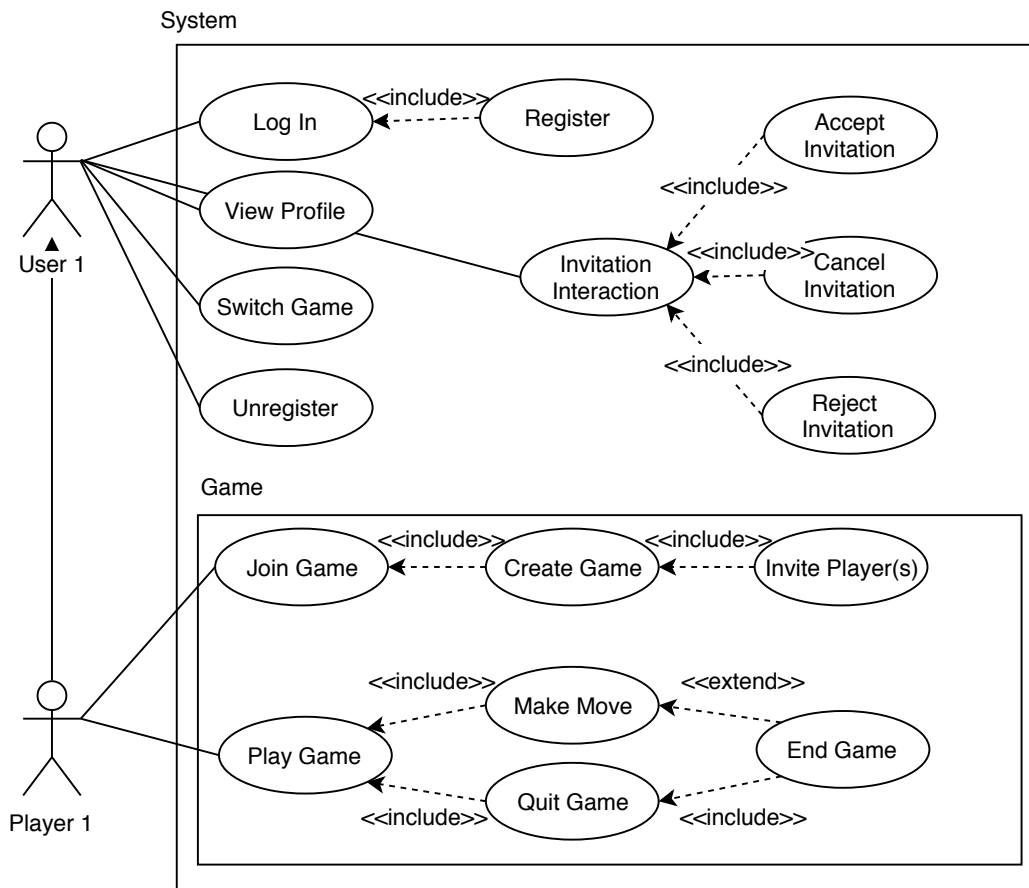 System
Log In
<<include>>
Register
Accept
Invitation
<<include>>
View Profile
User 1
Invitation
Interaction
<<include>>
Cancel
Invitation
Switch Game
<<include>>
Unregister
Reject
Invitation
Game
Join Game
<<include>>
Create Game
<<include>>
Invite Player(s)
<<include>>
Make Move
<<extend>>
Play Game
End Game
Quit Game
<<include>>
<<include>>
Player 1